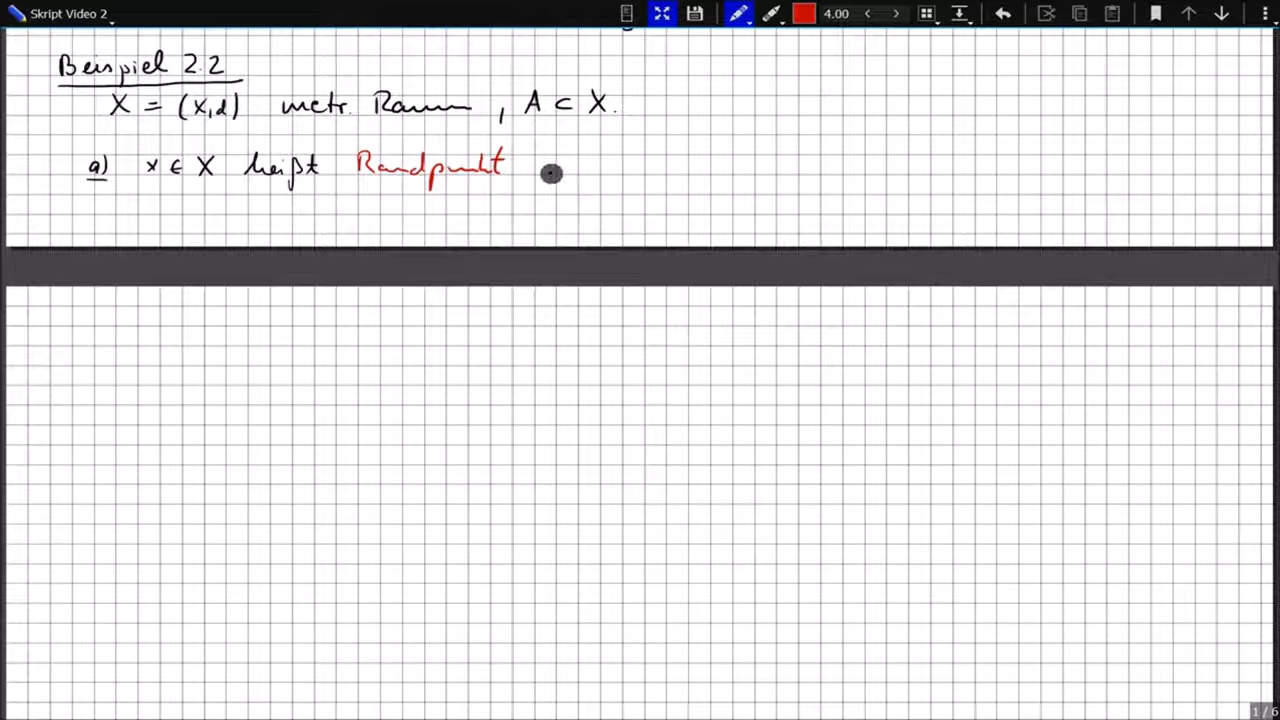 Skript Video 2
4.00
Beispiel 2.2
X = (X,d) metr. Raum , A ⊂ X.
a) x ∈ X heißt Randpunkt
1 / 6